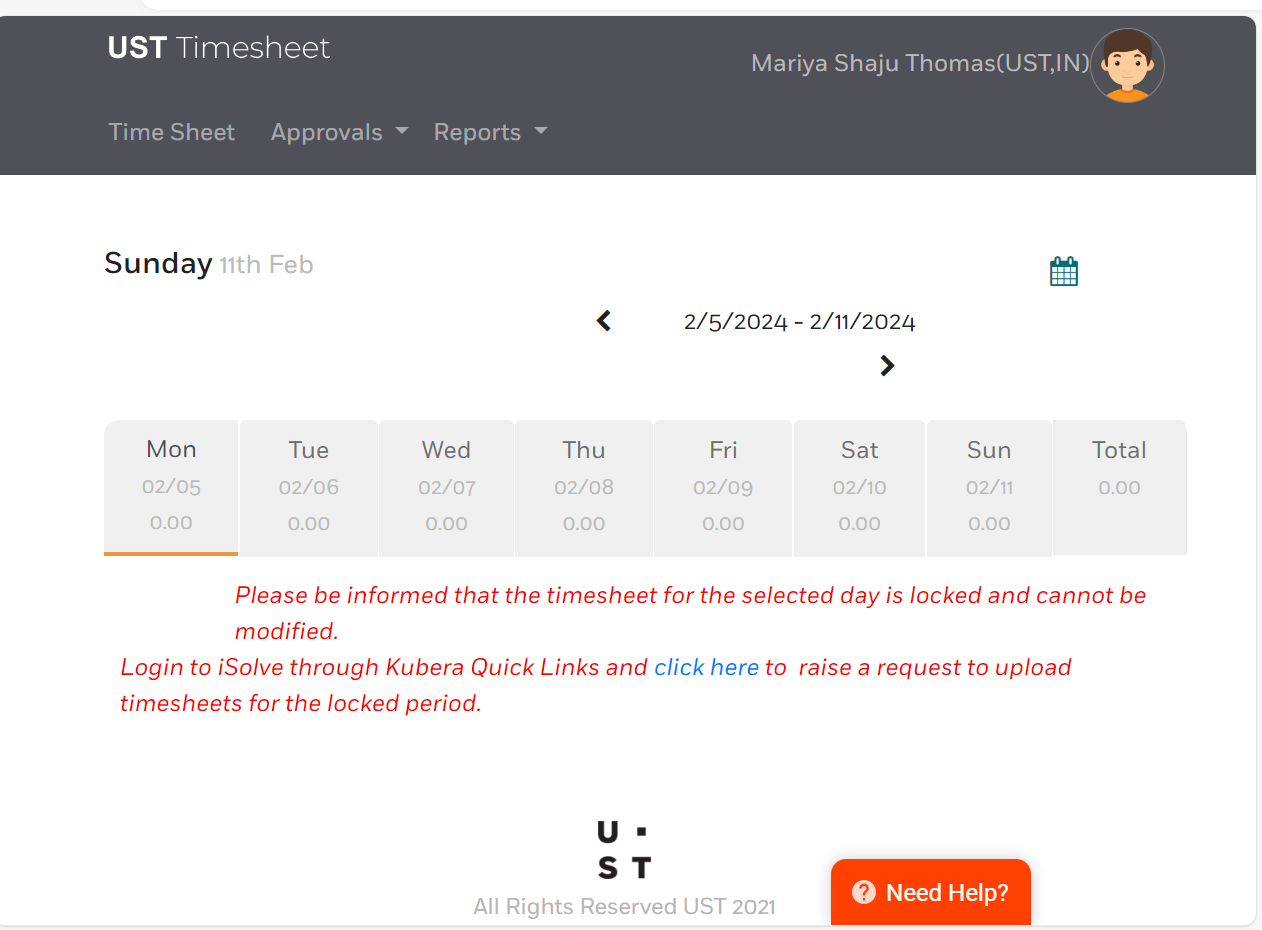 UST Timesheet
Mariya Shaju Thomas(UST,IN)
Time Sheet Approvals Reports
Sunday 11th Feb
2/5/2024 - 2/11/2024
Mon Tue Wed Thu Fri Sat Sun Total
02/05 02/06 02/07 02/08 02/09 02/10 02/11 0.00
0.00 0.00 0.00 0.00 0.00 0.00 0.00
Please be informed that the timesheet for the selected day is locked and cannot be
modified.
Login to iSolve through Kubera Quick Links and click here to raise a request to upload
timesheets for the locked period.
U
S T
All Rights Reserved UST 2021
? Need Help?